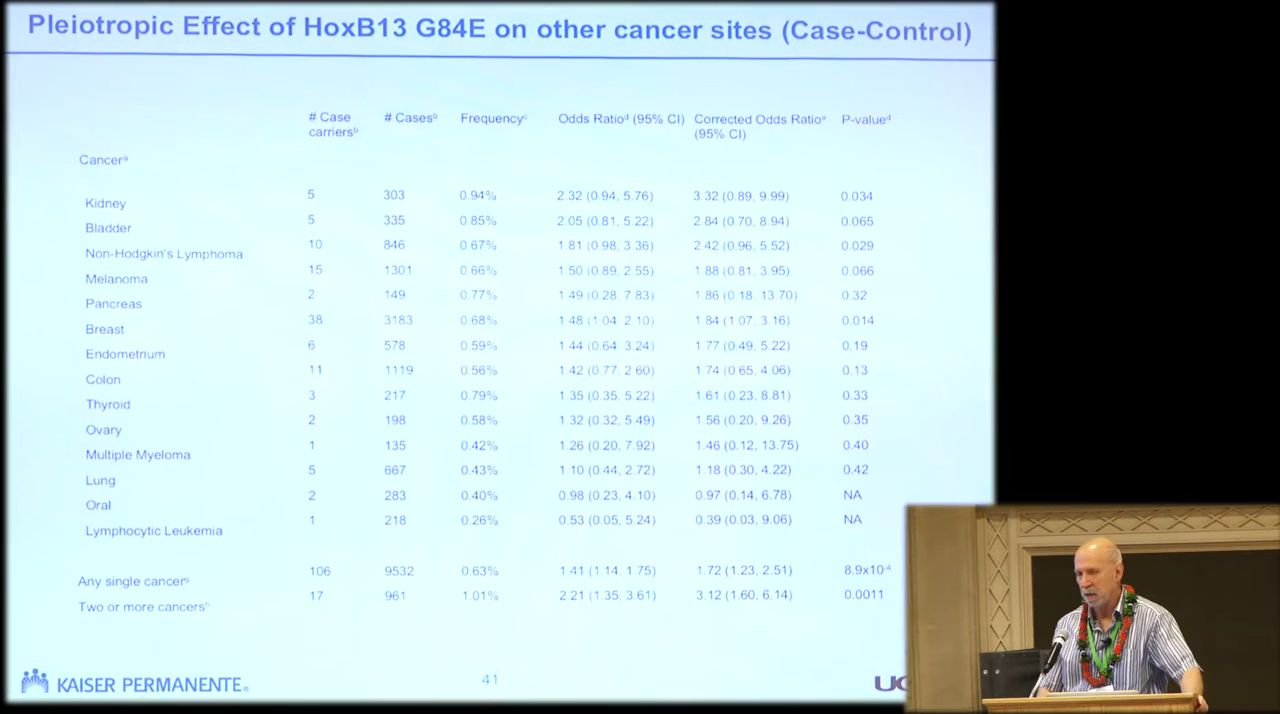 Pleiotropic Effect of HoxB13 G84E on other cancer sites (Case-Control)
# Case carriersᵇ # Casesᵇ Frequencyᶜ Odds Ratioᵈ (95% CI) Corrected Odds Ratioᵉ (95% CI) P-valueᵈ
Cancerᵃ
Kidney 5 303 0.94% 2.32 (0.94, 5.76) 3.32 (0.89, 9.99) 0.034
Bladder 5 335 0.85% 2.05 (0.81, 5.22) 2.84 (0.70, 8.94) 0.065
Non-Hodgkin's Lymphoma 10 846 0.67% 1.81 (0.98, 3.36) 2.42 (0.96, 5.52) 0.029
Melanoma 15 1301 0.66% 1.50 (0.89, 2.55) 1.88 (0.81, 3.95) 0.066
Pancreas 2 149 0.77% 1.49 (0.28, 7.83) 1.86 (0.18, 13.70) 0.32
Breast 38 3183 0.68% 1.48 (1.04, 2.10) 1.84 (1.07, 3.16) 0.014
Endometrium 6 578 0.59% 1.44 (0.64, 3.24) 1.77 (0.49, 5.22) 0.19
Colon 11 1119 0.56% 1.42 (0.77, 2.60) 1.74 (0.65, 4.06) 0.13
Thyroid 3 217 0.79% 1.35 (0.35, 5.22) 1.61 (0.23, 8.81) 0.33
Ovary 2 198 0.58% 1.32 (0.32, 5.49) 1.56 (0.20, 9.26) 0.35
Multiple Myeloma 1 135 0.42% 1.26 (0.20, 7.92) 1.46 (0.12, 13.75) 0.40
Lung 5 667 0.43% 1.10 (0.44, 2.72) 1.18 (0.30, 4.22) 0.42
Oral 2 283 0.40% 0.98 (0.23, 4.10) 0.97 (0.14, 6.78) NA
Lymphocytic Leukemia 1 218 0.26% 0.53 (0.05, 5.24) 0.39 (0.03, 9.06) NA
Any single cancerᵍ 106 9532 0.63% 1.41 (1.14, 1.75) 1.72 (1.23, 2.51) 8.9x10⁻⁴
Two or more cancersʰ 17 961 1.01% 2.21 (1.35, 3.61) 3.12 (1.60, 6.14) 0.0011
KAISER PERMANENTE® 41